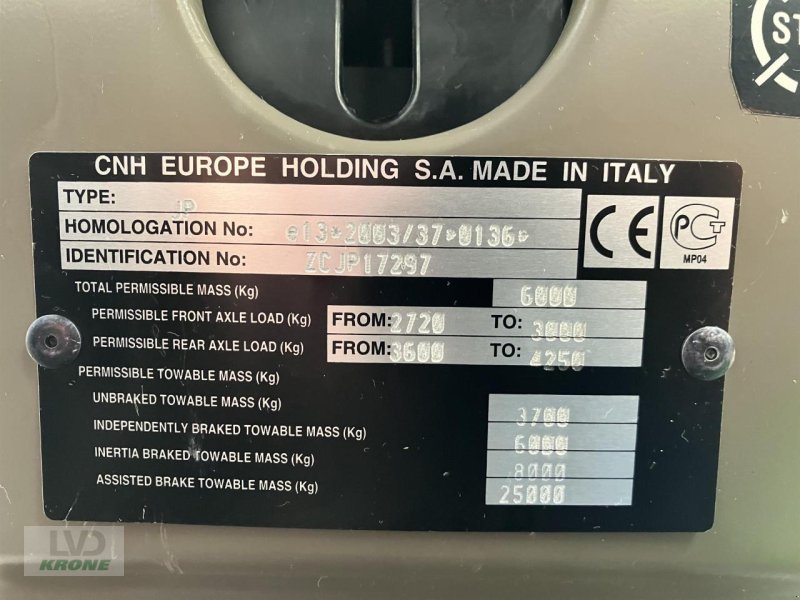 ST
CNH EUROPE HOLDING S.A. MADE IN ITALY
TYPE: JP
HOMOLOGATION No: e13*2003/37*0136*
IDENTIFICATION No: ZCJP17297
CE
PCT
MP04
TOTAL PERMISSIBLE MASS (Kg) 6000
PERMISSIBLE FRONT AXLE LOAD (Kg) FROM: 2720 TO: 3000
PERMISSIBLE REAR AXLE LOAD (Kg) FROM: 3600 TO: 4250
PERMISSIBLE TOWABLE MASS (Kg)
UNBRAKED TOWABLE MASS (Kg) 3700
INDEPENDENTLY BRAKED TOWABLE MASS (Kg) 6000
INERTIA BRAKED TOWABLE MASS (Kg) 8000
ASSISTED BRAKE TOWABLE MASS (Kg) 25000
LVD
KRONE